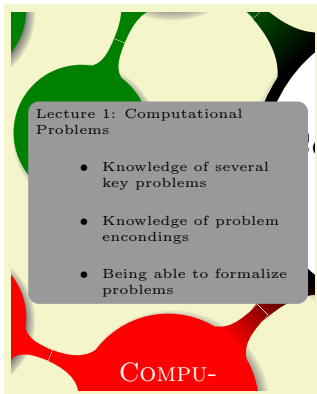 Lecture 1: Computational
Problems
• Knowledge of several
key problems
• Knowledge of problem
encondings
• Being able to formalize
problems
Compu-